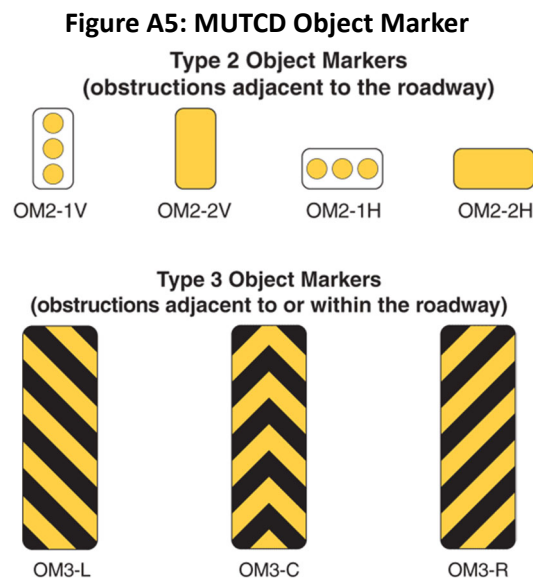 Figure A5: MUTCD Object Marker
Type 2 Object Markers
(obstructions adjacent to the roadway)
OM2-1V OM2-2V OM2-1H OM2-2H
Type 3 Object Markers
(obstructions adjacent to or within the roadway)
OM3-L OM3-C OM3-R